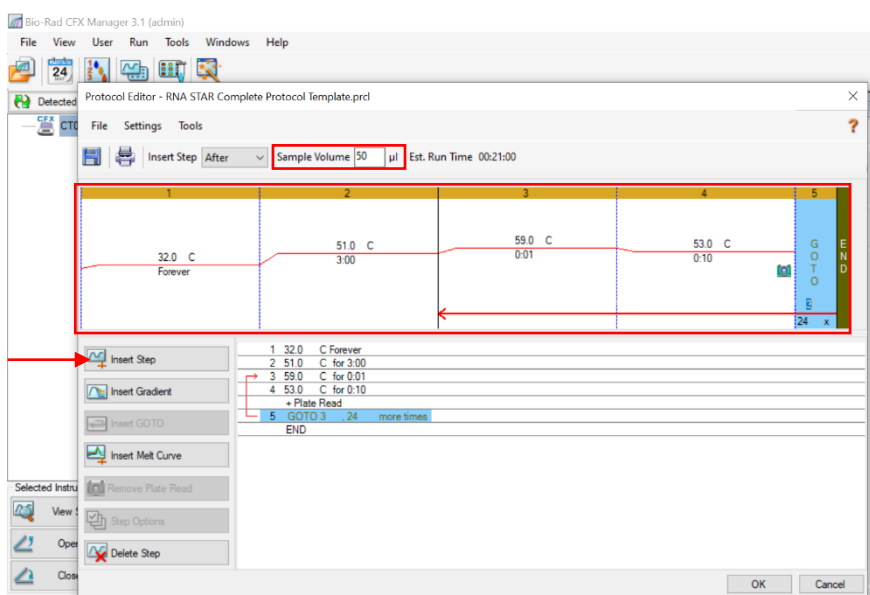 Bio-Rad CFX Manager 3.1 (admin)
File View User Run Tools Windows Help
24
Detected
Protocol Editor - RNA STAR Complete Protocol Template.prcl
CFX
File Settings Tools
?
Insert Step After Sample Volume 50 µl Est. Run Time 00:21:00
1 2 3 4 5
32.0 C
Forever
51.0 C
3:00
59.0 C
0:01
53.0 C
0:10
GOTO
3
24 x
END
Insert Step
Insert Gradient
Insert GOTO
Insert Melt Curve
Remove Plate Read
Step Options
Delete Step
1 32.0 C Forever
2 51.0 C for 3:00
3 59.0 C for 0:01
4 53.0 C for 0:10
+ Plate Read
5 GOTO 3 , 24 more times
END
Selected Instru
View
Oper
Close
OK Cancel